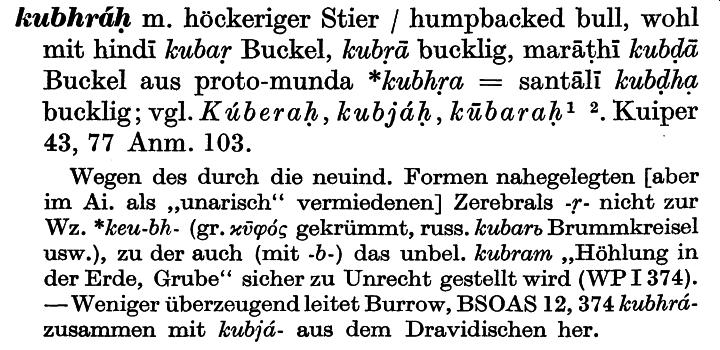 kubhráḥ m. höckeriger Stier / humpbacked bull, wohl
mit hindī kubaṛ Buckel, kubṛā bucklig, marāṭhī kubḍā
Buckel aus proto-munda *kubhṛa = santālī kubḍhạ
bucklig; vgl. Kúberaḥ, kubjáḥ, kūbaraḥ¹ ². Kuiper
43, 77 Anm. 103.
Wegen des durch die neuind. Formen nahegelegten [aber
im Ai. als „unarisch“ vermiedenen] Zerebrals -ṛ- nicht zur
Wz. *keu-bh- (gr. κῡφός gekrümmt, russ. kubarь Brummkreisel
usw.), zu der auch (mit -b-) das unbel. kubram „Höhlung in
der Erde, Grube“ sicher zu Unrecht gestellt wird (WP I 374).
— Weniger überzeugend leitet Burrow, BSOAS 12, 374 kubhrá-
zusammen mit kubjá- aus dem Dravidischen her.